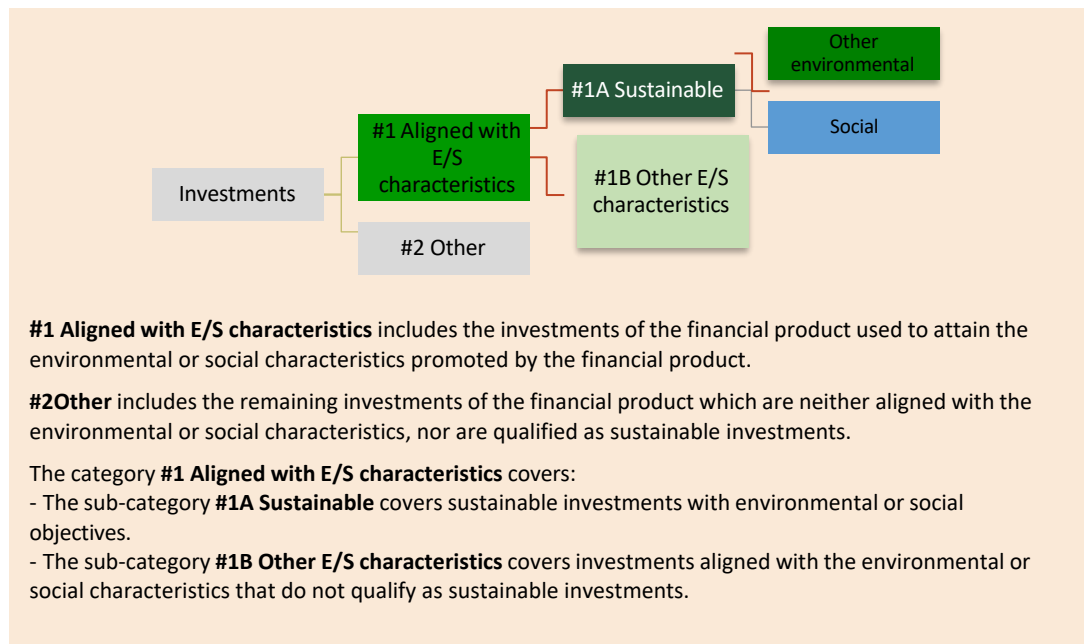 Other
environmental
#1A Sustainable
Social
#1 Aligned with
E/S
characteristics
#1B Other E/S
characteristics
Investments
#2 Other
#1 Aligned with E/S characteristics includes the investments of the financial product used to attain the
environmental or social characteristics promoted by the financial product.
#2Other includes the remaining investments of the financial product which are neither aligned with the
environmental or social characteristics, nor are qualified as sustainable investments.
The category #1 Aligned with E/S characteristics covers:
- The sub-category #1A Sustainable covers sustainable investments with environmental or social
objectives.
- The sub-category #1B Other E/S characteristics covers investments aligned with the environmental or
social characteristics that do not qualify as sustainable investments.